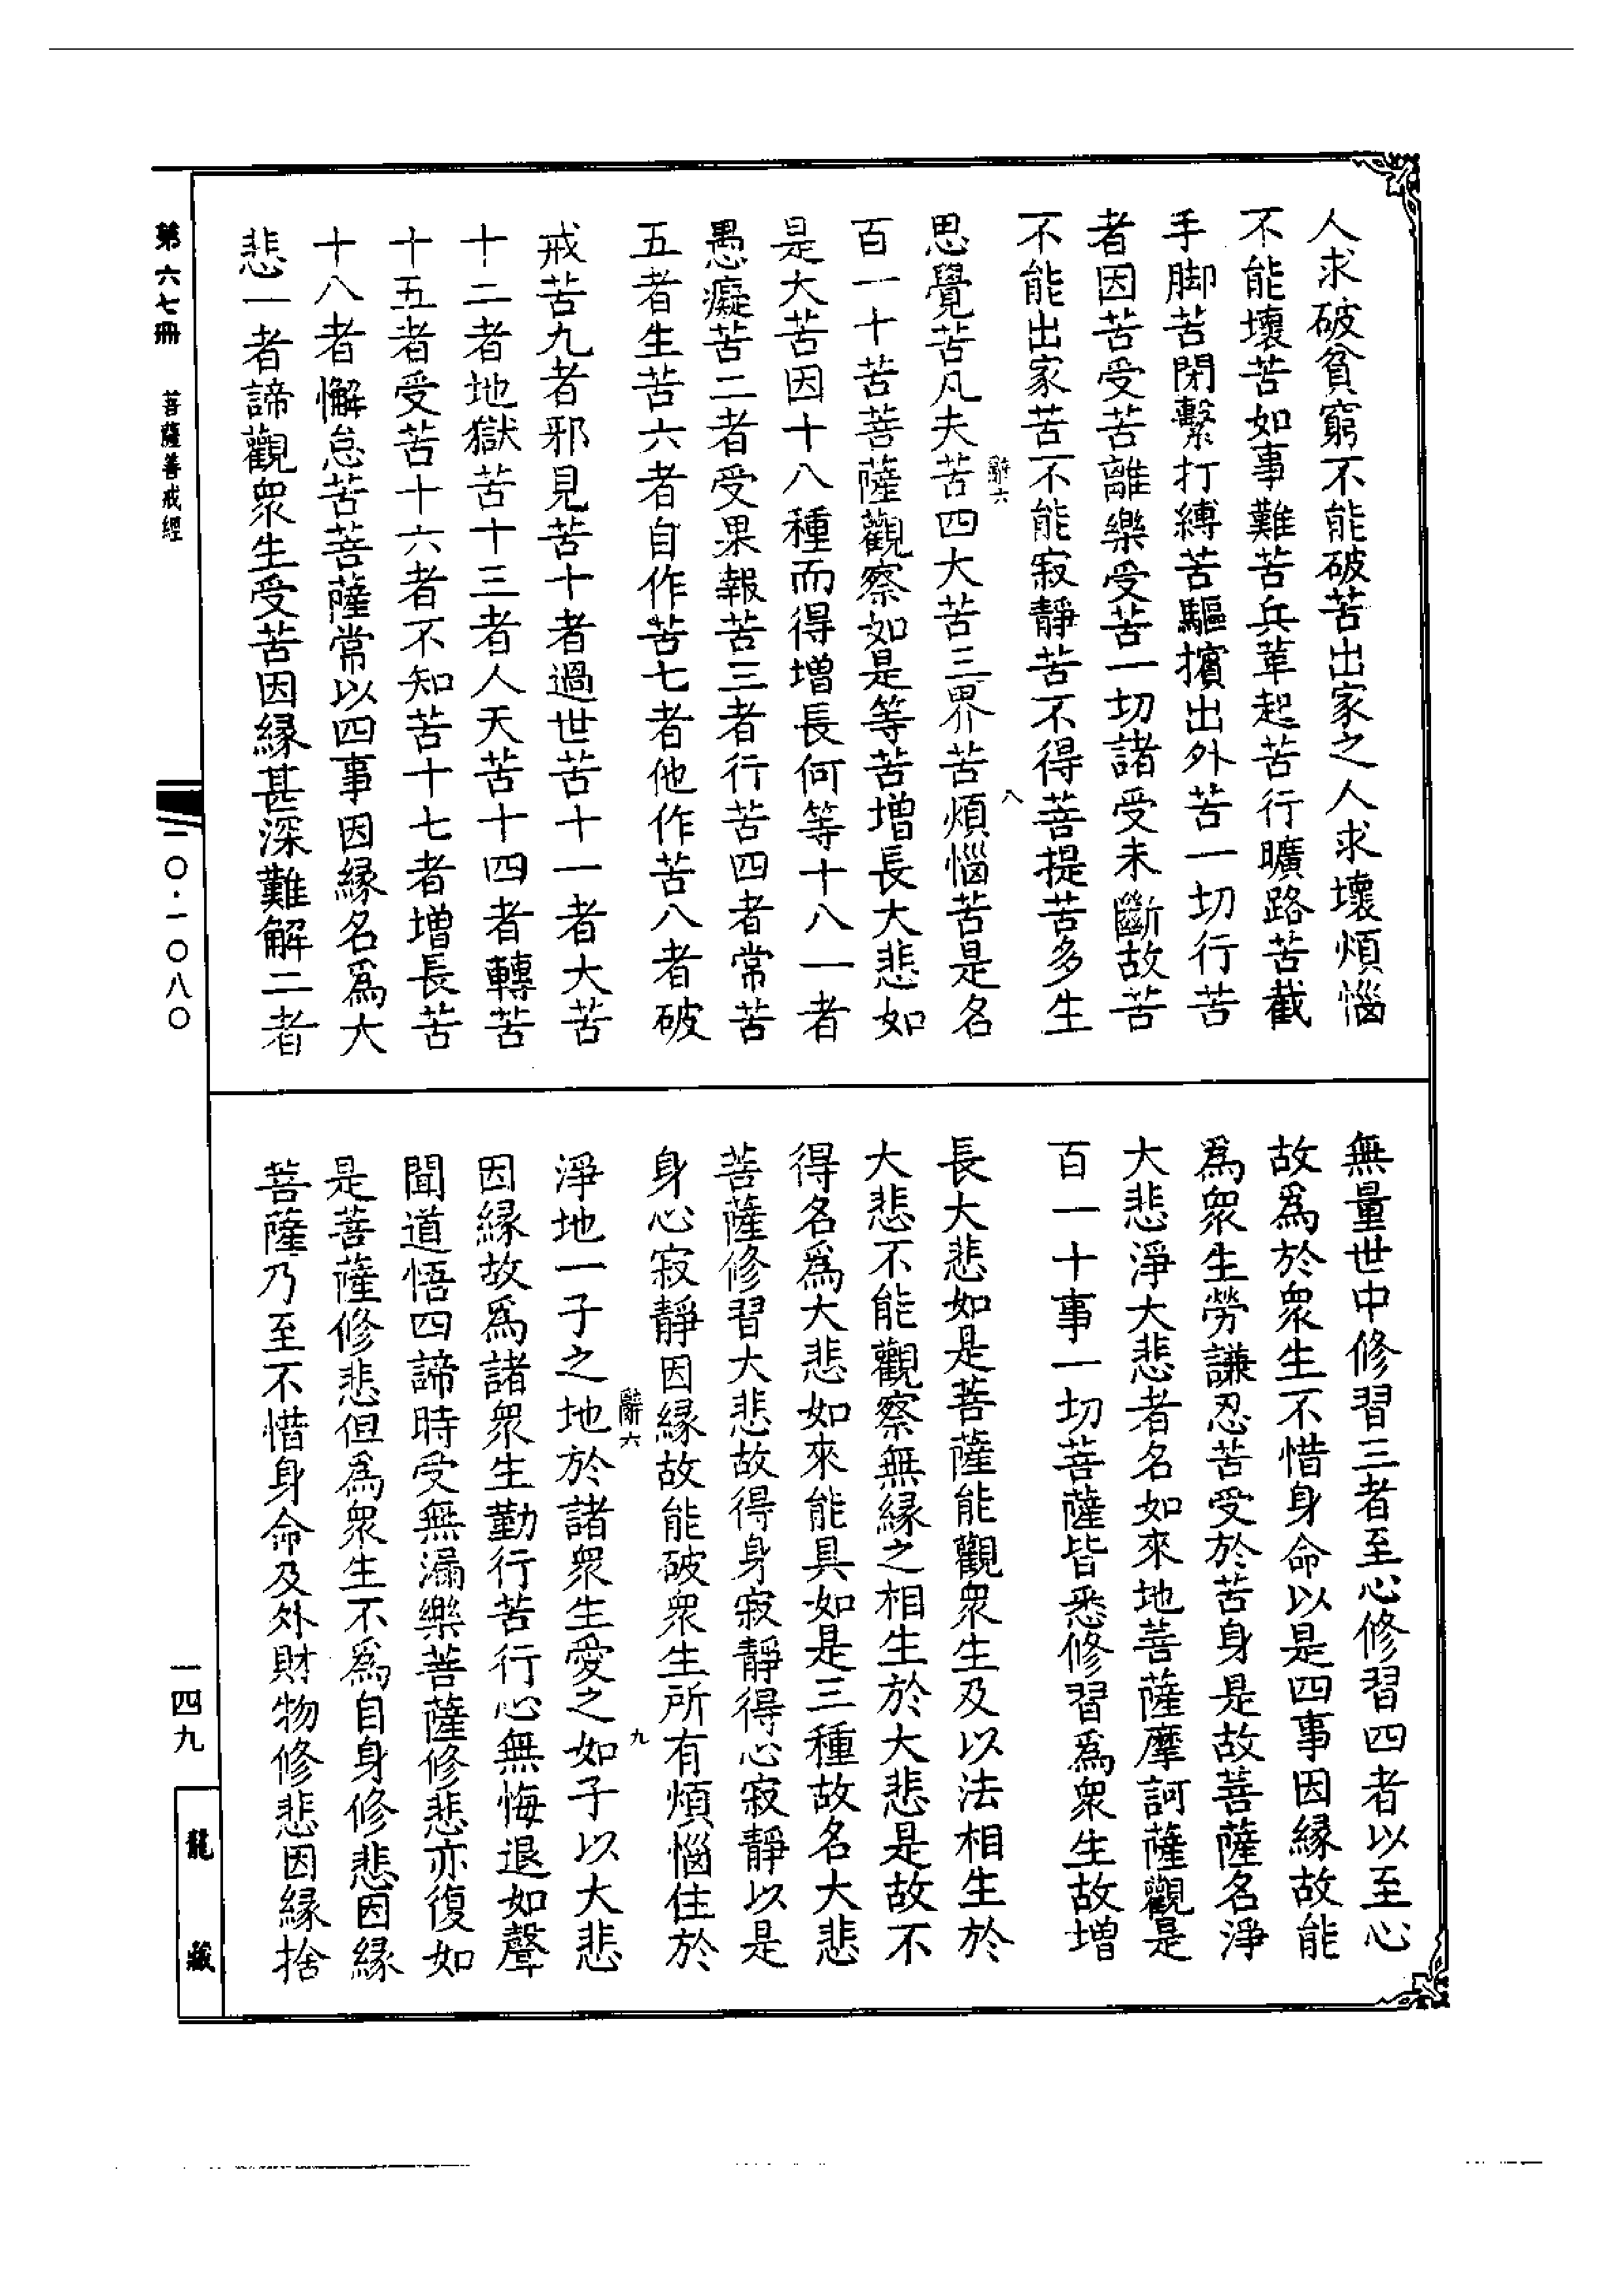 人求破貧窮不能破苦出家之人求壞煩惱
不能壞苦如事難苦兵革起苦行曠路苦截
手脚苦閉繫打縛苦驅擯出外苦一切行苦
者因苦受苦離樂受苦一切諸受未斷故苦
不能出家苦不能寂靜苦不得菩提苦多生
辭六
八
思覺苦凡夫苦四大苦三界苦煩惱苦是名
百一十苦菩薩觀察如是等苦增長大悲如
是大苦因十八種而得增長何等十八一者
愚癡苦二者受果報苦三者行苦四者常苦
五者生苦六者自作苦七者他作苦八者破
戒苦九者邪見苦十者過世苦十一者大苦
十二者地獄苦十三者人天苦十四者轉苦
十五者受苦十六者不知苦十七者增長苦
十八者懈怠苦菩薩常以四事因緣名爲大
悲一者諦觀衆生受苦因緣甚深難解二者
無量世中修習三者至心修習四者以至心
故爲於衆生不惜身命以是四事因緣故能
爲衆生勞謙忍苦受於苦身是故菩薩名淨
大悲淨大悲者名如來地菩薩摩訶薩觀是
百一十事一切菩薩皆悉修習爲衆生故增
長大悲如是菩薩能觀衆生及以法相生於
大悲不能觀察無緣之相生於大悲是故不
得名爲大悲如來能具如是三種故名大悲
菩薩修習大悲故得身寂靜得心寂靜以是
身心寂靜因緣故能破衆生所有煩惱住於
辭六
九
淨地一子之地於諸衆生愛之如子以大悲
因緣故爲諸衆生勤行苦行心無悔退如聲
聞道悟四諦時受無漏樂菩薩修悲亦復如
是菩薩修悲但爲衆生不爲自身修悲因緣
菩薩乃至不惜身命及外財物修悲因緣捨
第六七冊
菩薩善戒經
一〇·一〇八〇
一四九
龍藏